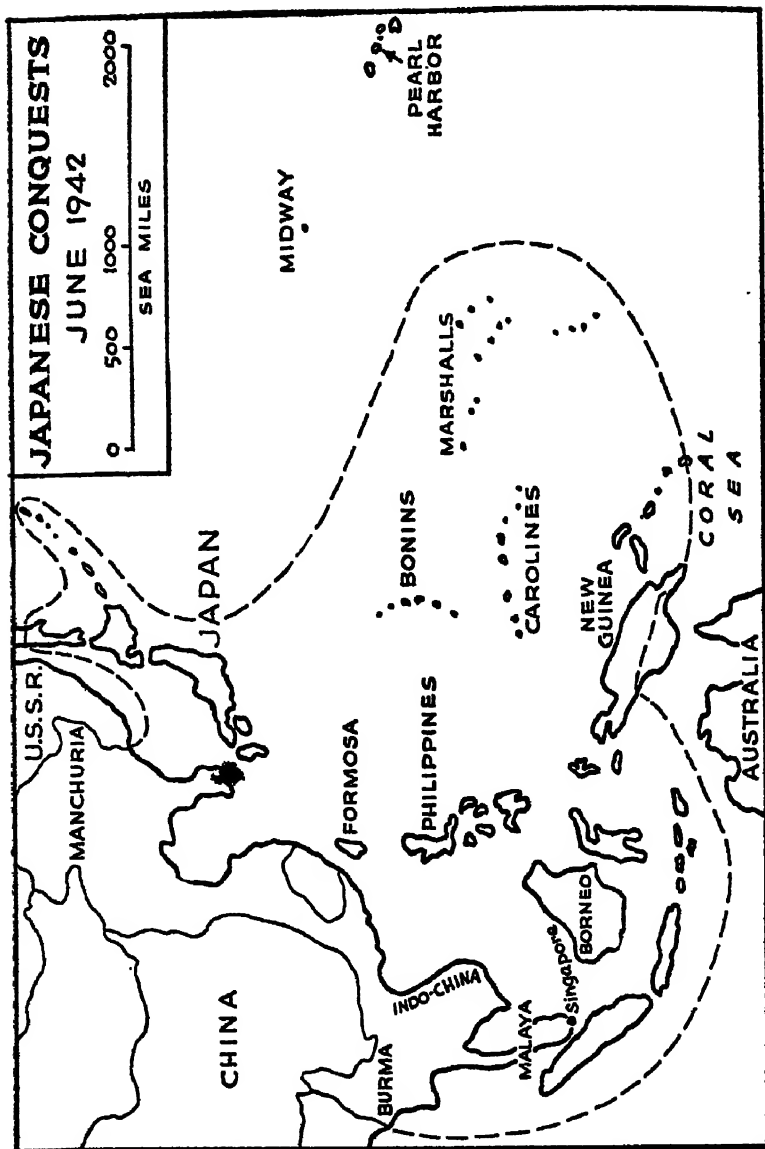 JAPANESE CONQUESTS
JUNE 1942
0 500 1000 2000
SEA MILES
U.S.S.R.
MANCHURIA
JAPAN
CHINA
MIDWAY
PEARL
HARBOR
FORMOSA
BONINS
MARSHALLS
BURMA
INDO-CHINA
PHILIPPINES
CAROLINES
MALAYA
Singapore
BORNEO
NEW
GUINEA
CORAL
SEA
AUSTRALIA